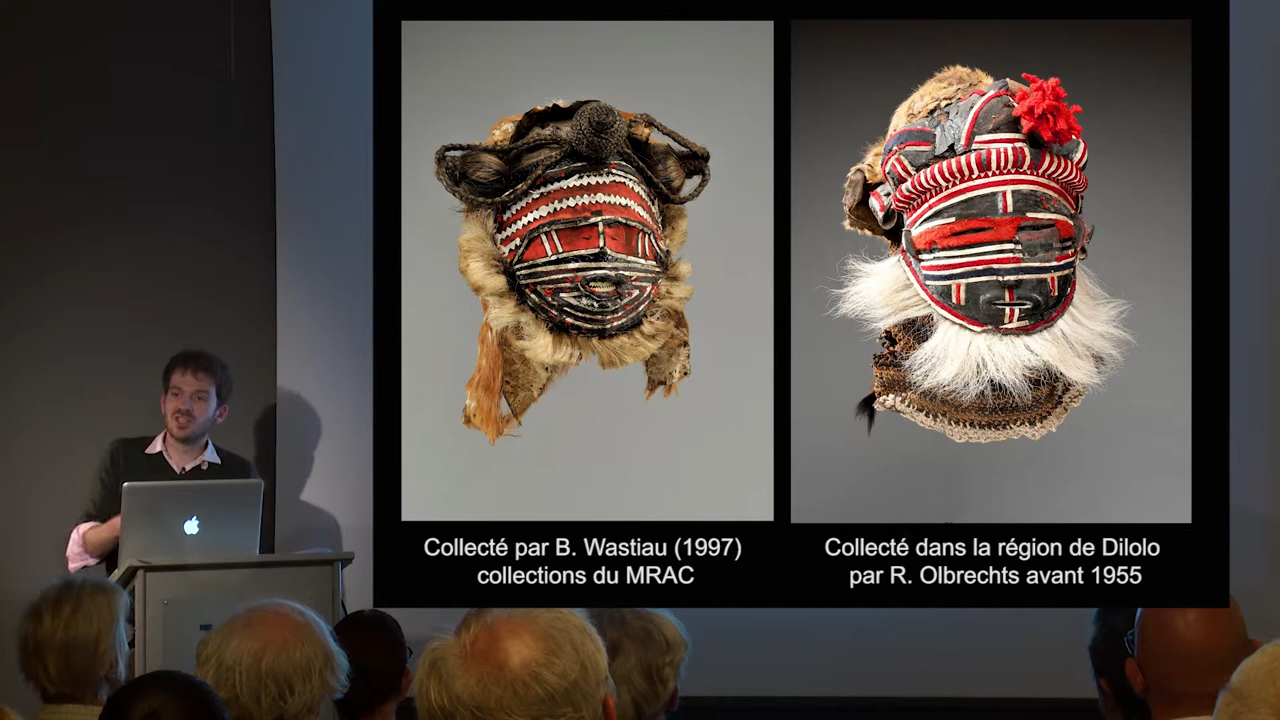 Collecté par B. Wastiau (1997)
collections du MRAC
Collecté dans la région de Dilolo
par R. Olbrechts avant 1955